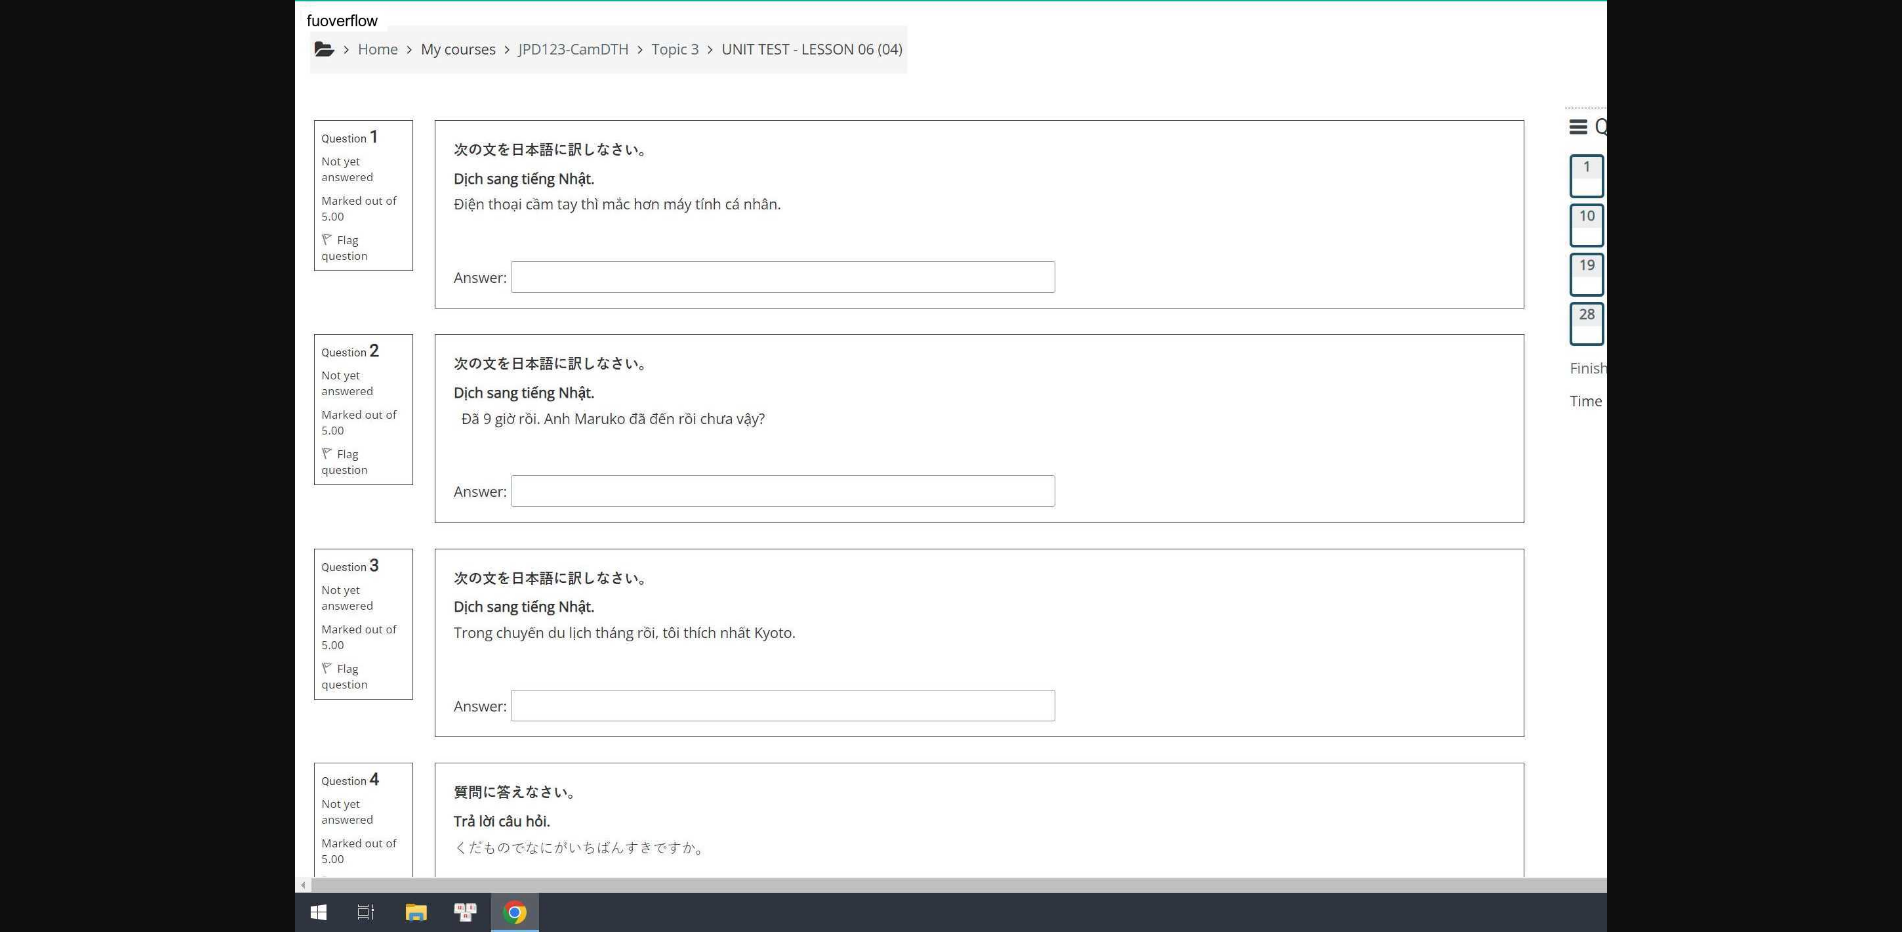 fuoverflow
Home > My courses > JPD123-CamDTH > Topic 3 > UNIT TEST - LESSON 06 (04)
Question 1
Not yet
answered
Marked out of
5.00
Flag
question
次の文を日本語に訳しなさい。
Dịch sang tiếng Nhật.
Điện thoại cầm tay thì mắc hơn máy tính cá nhân.
Answer:
Question 2
Not yet
answered
Marked out of
5.00
Flag
question
次の文を日本語に訳しなさい。
Dịch sang tiếng Nhật.
Đã 9 giờ rồi. Anh Maruko đã đến rồi chưa vậy?
Answer:
Question 3
Not yet
answered
Marked out of
5.00
Flag
question
次の文を日本語に訳しなさい。
Dịch sang tiếng Nhật.
Trong chuyến du lịch tháng rồi, tôi thích nhất Kyoto.
Answer:
Question 4
Not yet
answered
Marked out of
5.00
質問に答えなさい。
Trả lời câu hỏi.
くだものでなにがいちばんすきですか。
1
10
19
28
Finish
Time